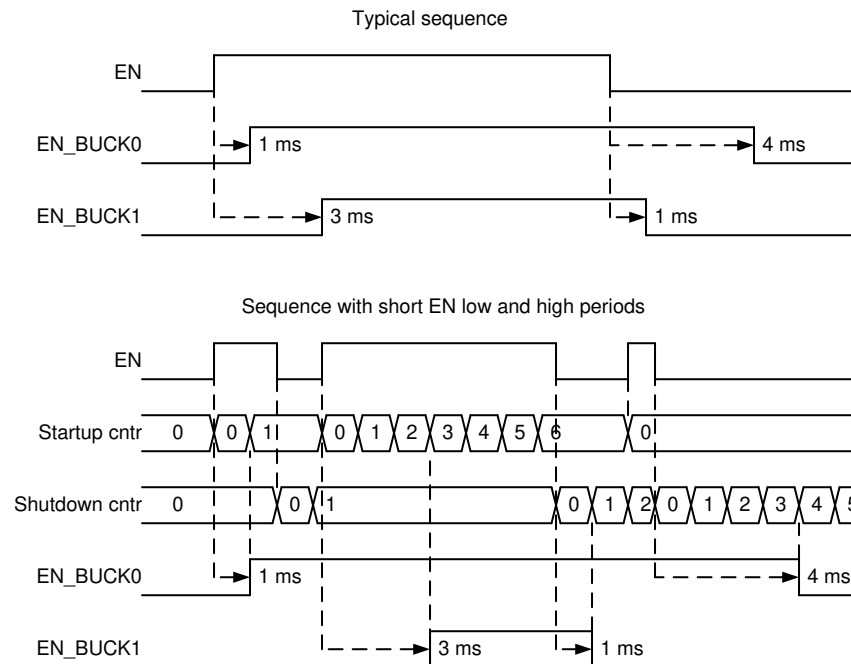 Typical sequence
EN
EN_BUCK0 1 ms 4 ms
EN_BUCK1 3 ms 1 ms
Sequence with short EN low and high periods
EN
Startup cntr 0 0 1 0 1 2 3 4 5 6 0
Shutdown cntr 0 0 1 0 1 2 0 1 2 3 4 5
EN_BUCK0 1 ms 4 ms
EN_BUCK1 3 ms 1 ms